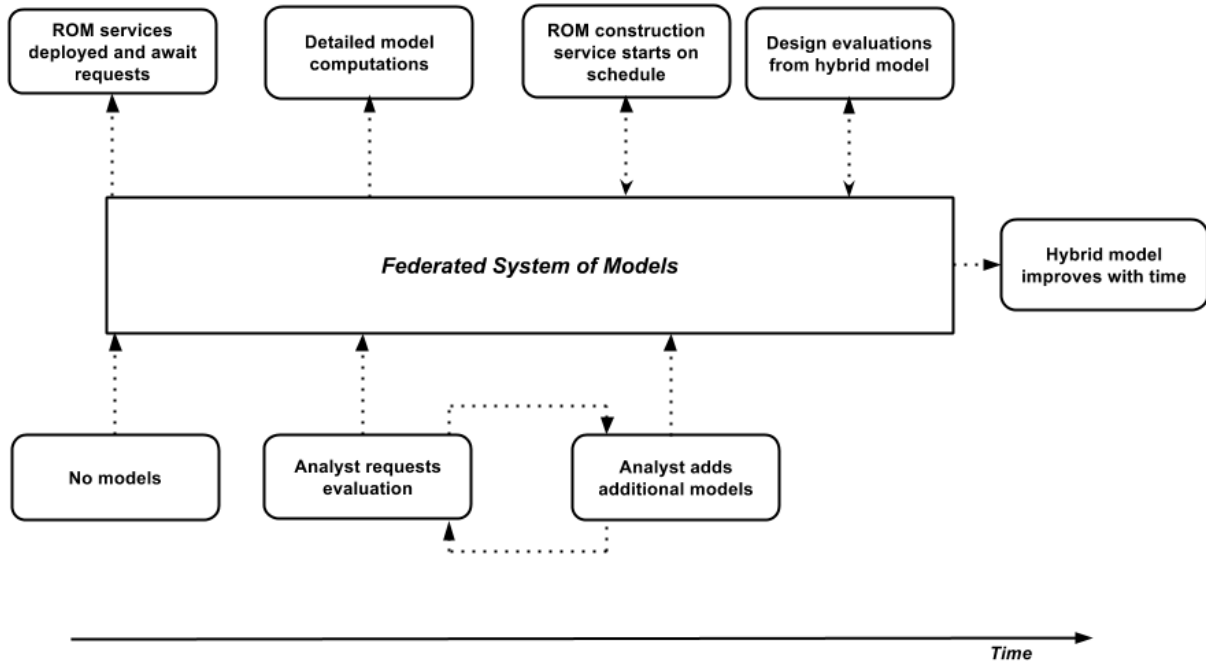 ROM services
deployed and await
requests
Detailed model
computations
ROM construction
service starts on
schedule
Design evaluations
from hybrid model
Federated System of Models
Hybrid model
improves with time
No models
Analyst requests
evaluation
Analyst adds
additional models
Time